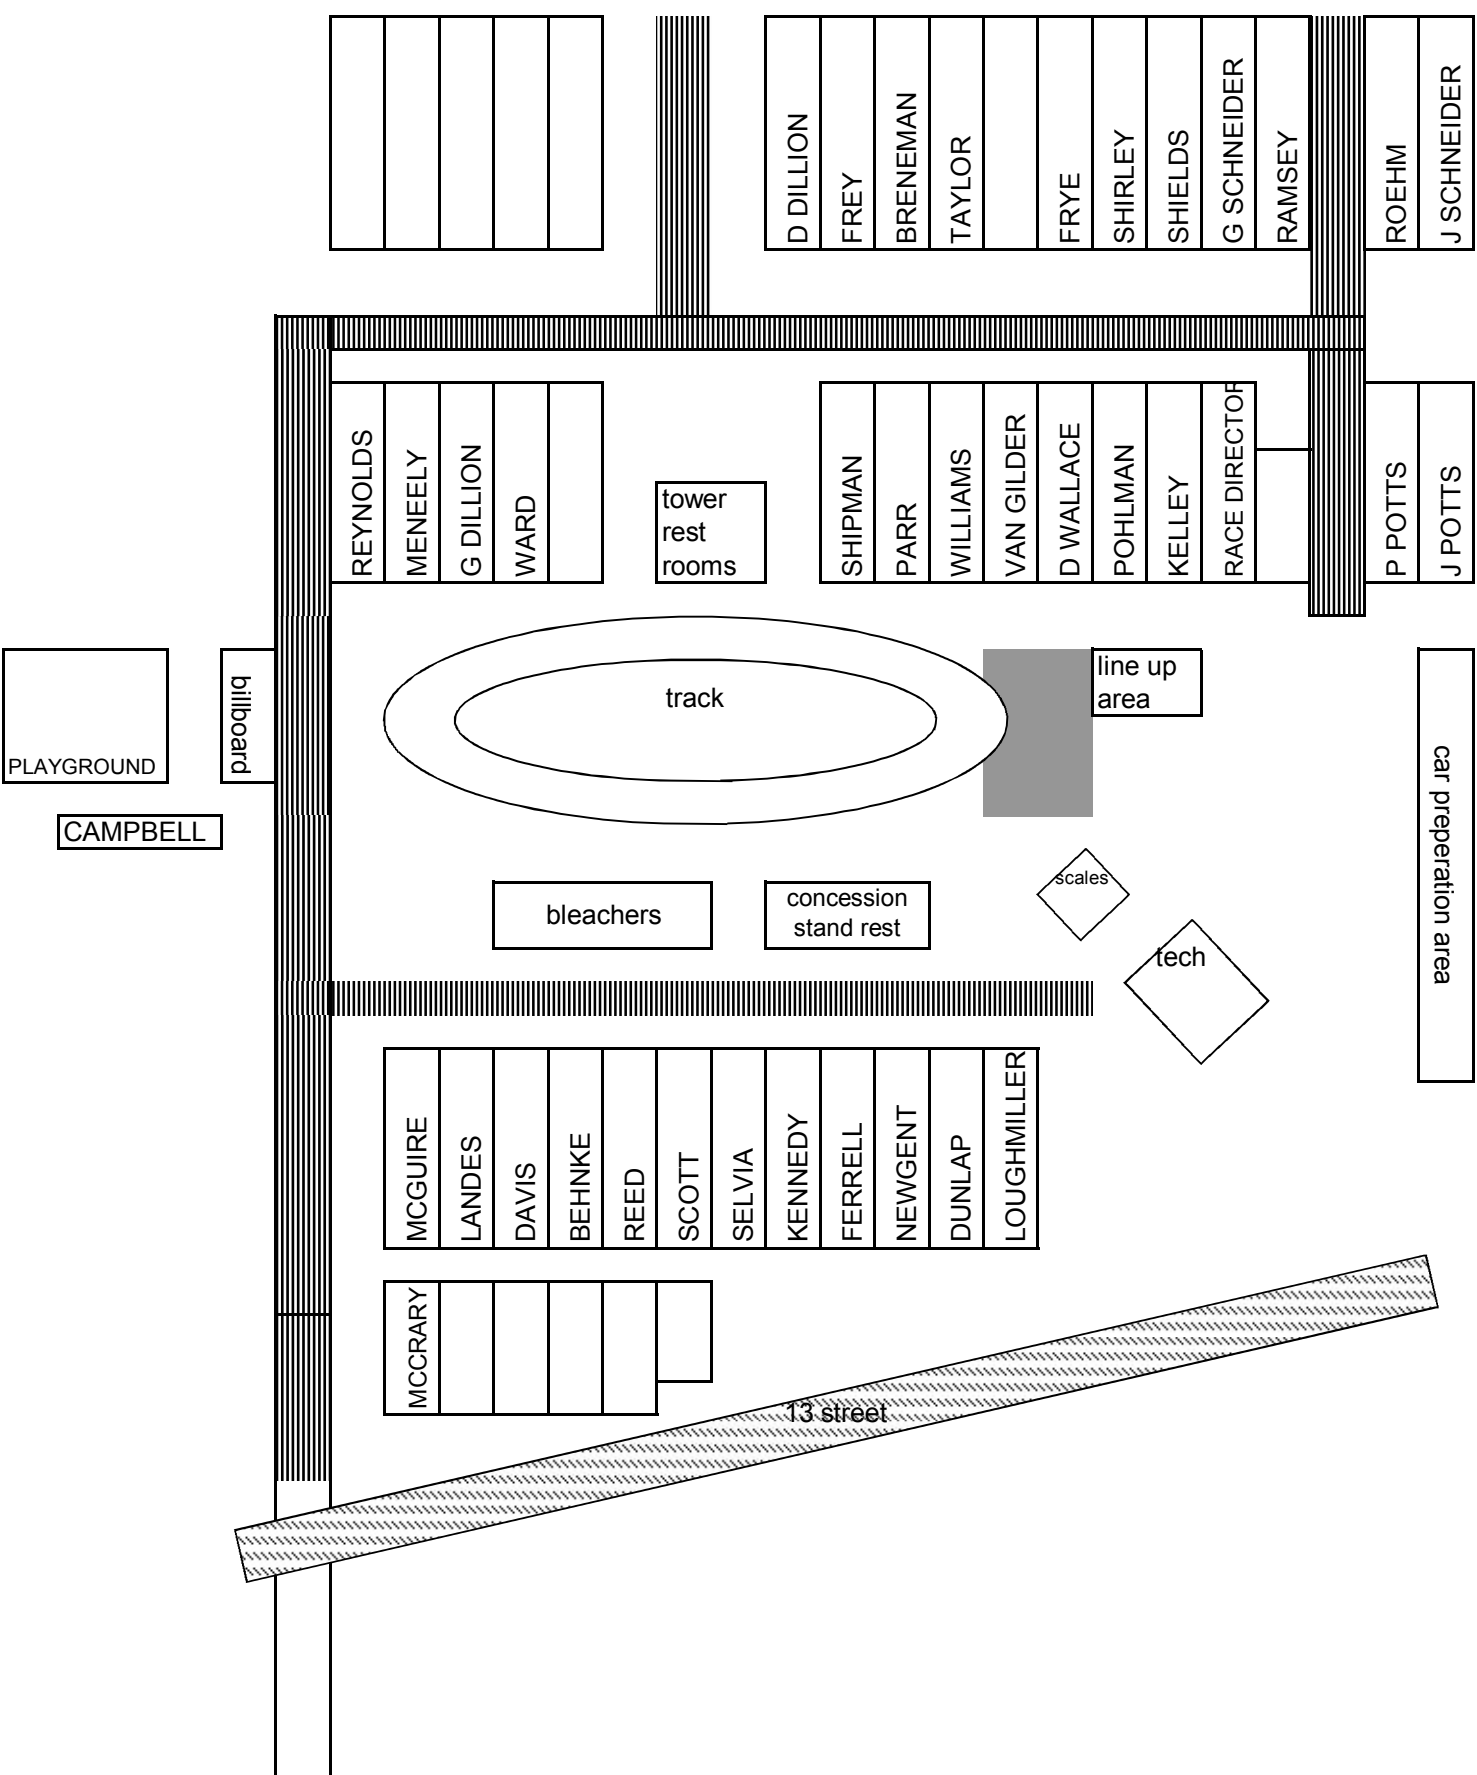 D DILLION
FREY
BRENEMAN
TAYLOR
FRYE
SHIRLEY
SHIELDS
G SCHNEIDER
RAMSEY
ROEHM
J SCHNEIDER
REYNOLDS
MENEELY
G DILLION
WARD
tower
rest
rooms
SHIPMAN
PARR
WILLIAMS
VAN GILDER
D WALLACE
POHLMAN
KELLEY
RACE DIRECTOR
P POTTS
J POTTS
PLAYGROUND
billboard
track
line up
area
car preperation area
CAMPBELL
bleachers
concession
stand rest
scales
tech
MCGUIRE
LANDES
DAVIS
BEHNKE
REED
SCOTT
SELVIA
KENNEDY
FERRELL
NEWGENT
DUNLAP
LOUGHMILLER
MCCRARY
13 street